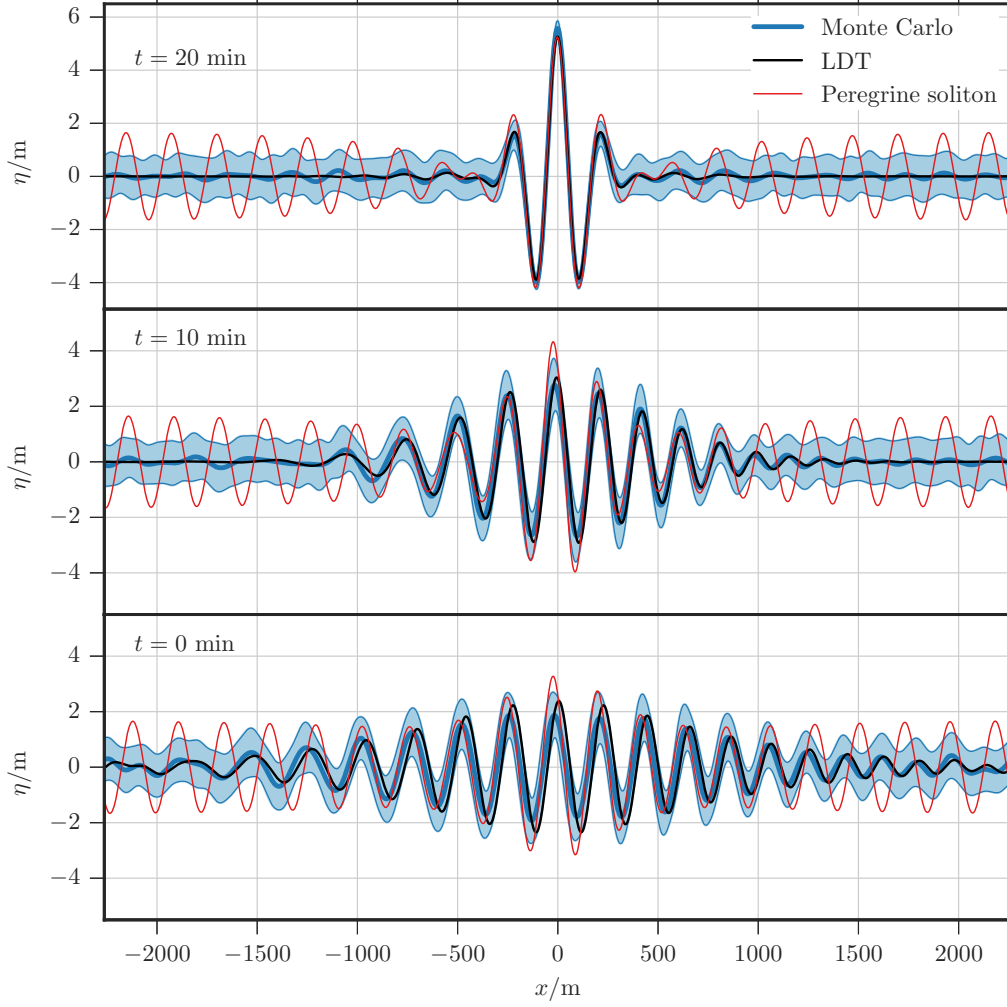 6
4
2
0
−2
−4
η/m
t = 20 min
Monte Carlo
LDT
Peregrine soliton
4
2
0
−2
−4
η/m
t = 10 min
4
2
0
−2
−4
η/m
t = 0 min
−2000 −1500 −1000 −500 0 500 1000 1500 2000
x/m